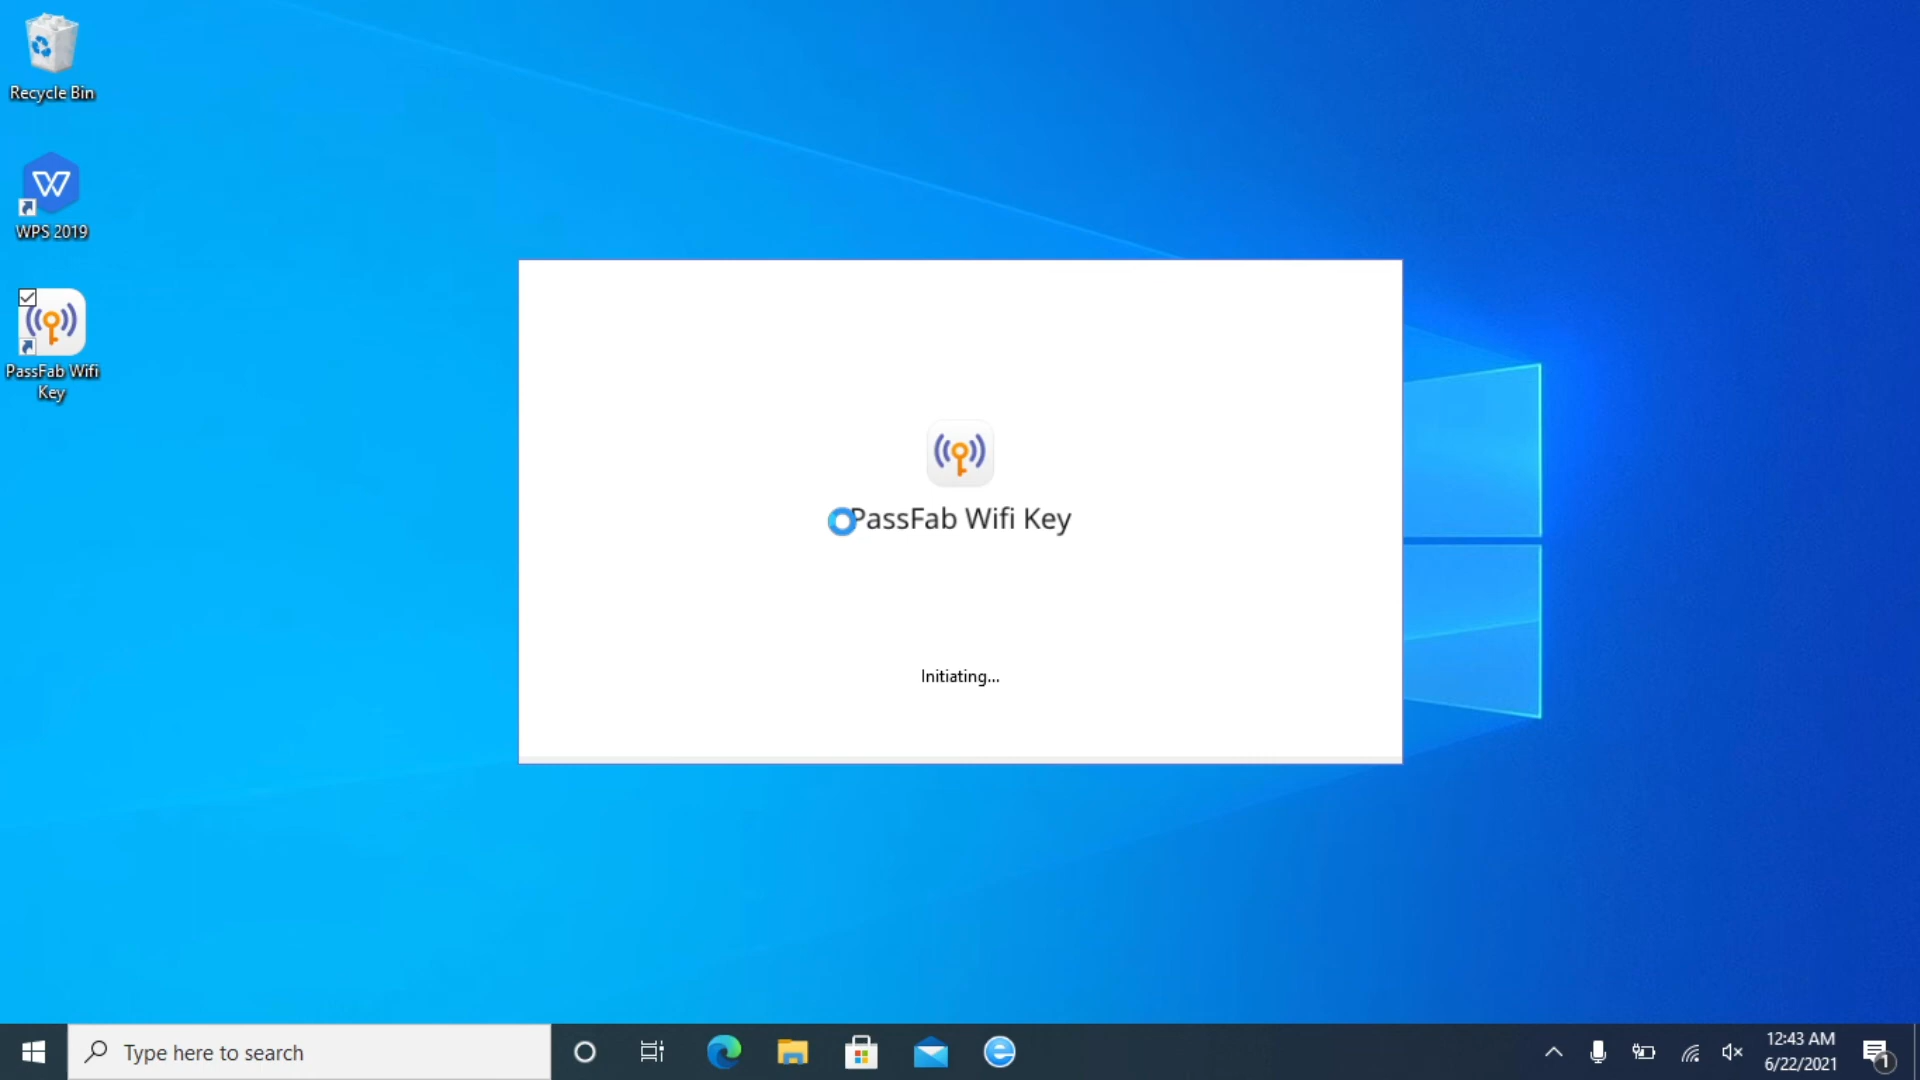 Recycle Bin
WPS 2019
PassFab Wifi
Key
PassFab Wifi Key
Initiating...
Type here to search
12:43 AM
6/22/2021
1